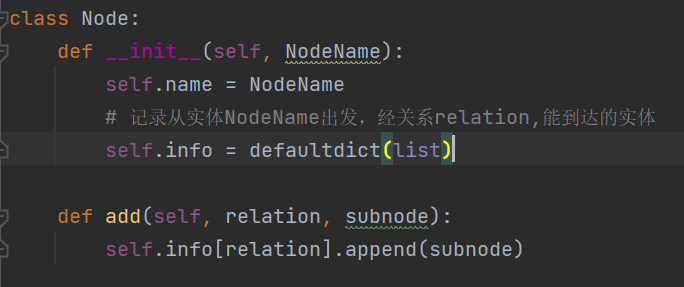 class Node:
    def __init__(self, NodeName):
        self.name = NodeName
        # 记录从实体NodeName出发，经关系relation,能到达的实体
        self.info = defaultdict(list)
    def add(self, relation, subnode):
        self.info[relation].append(subnode)